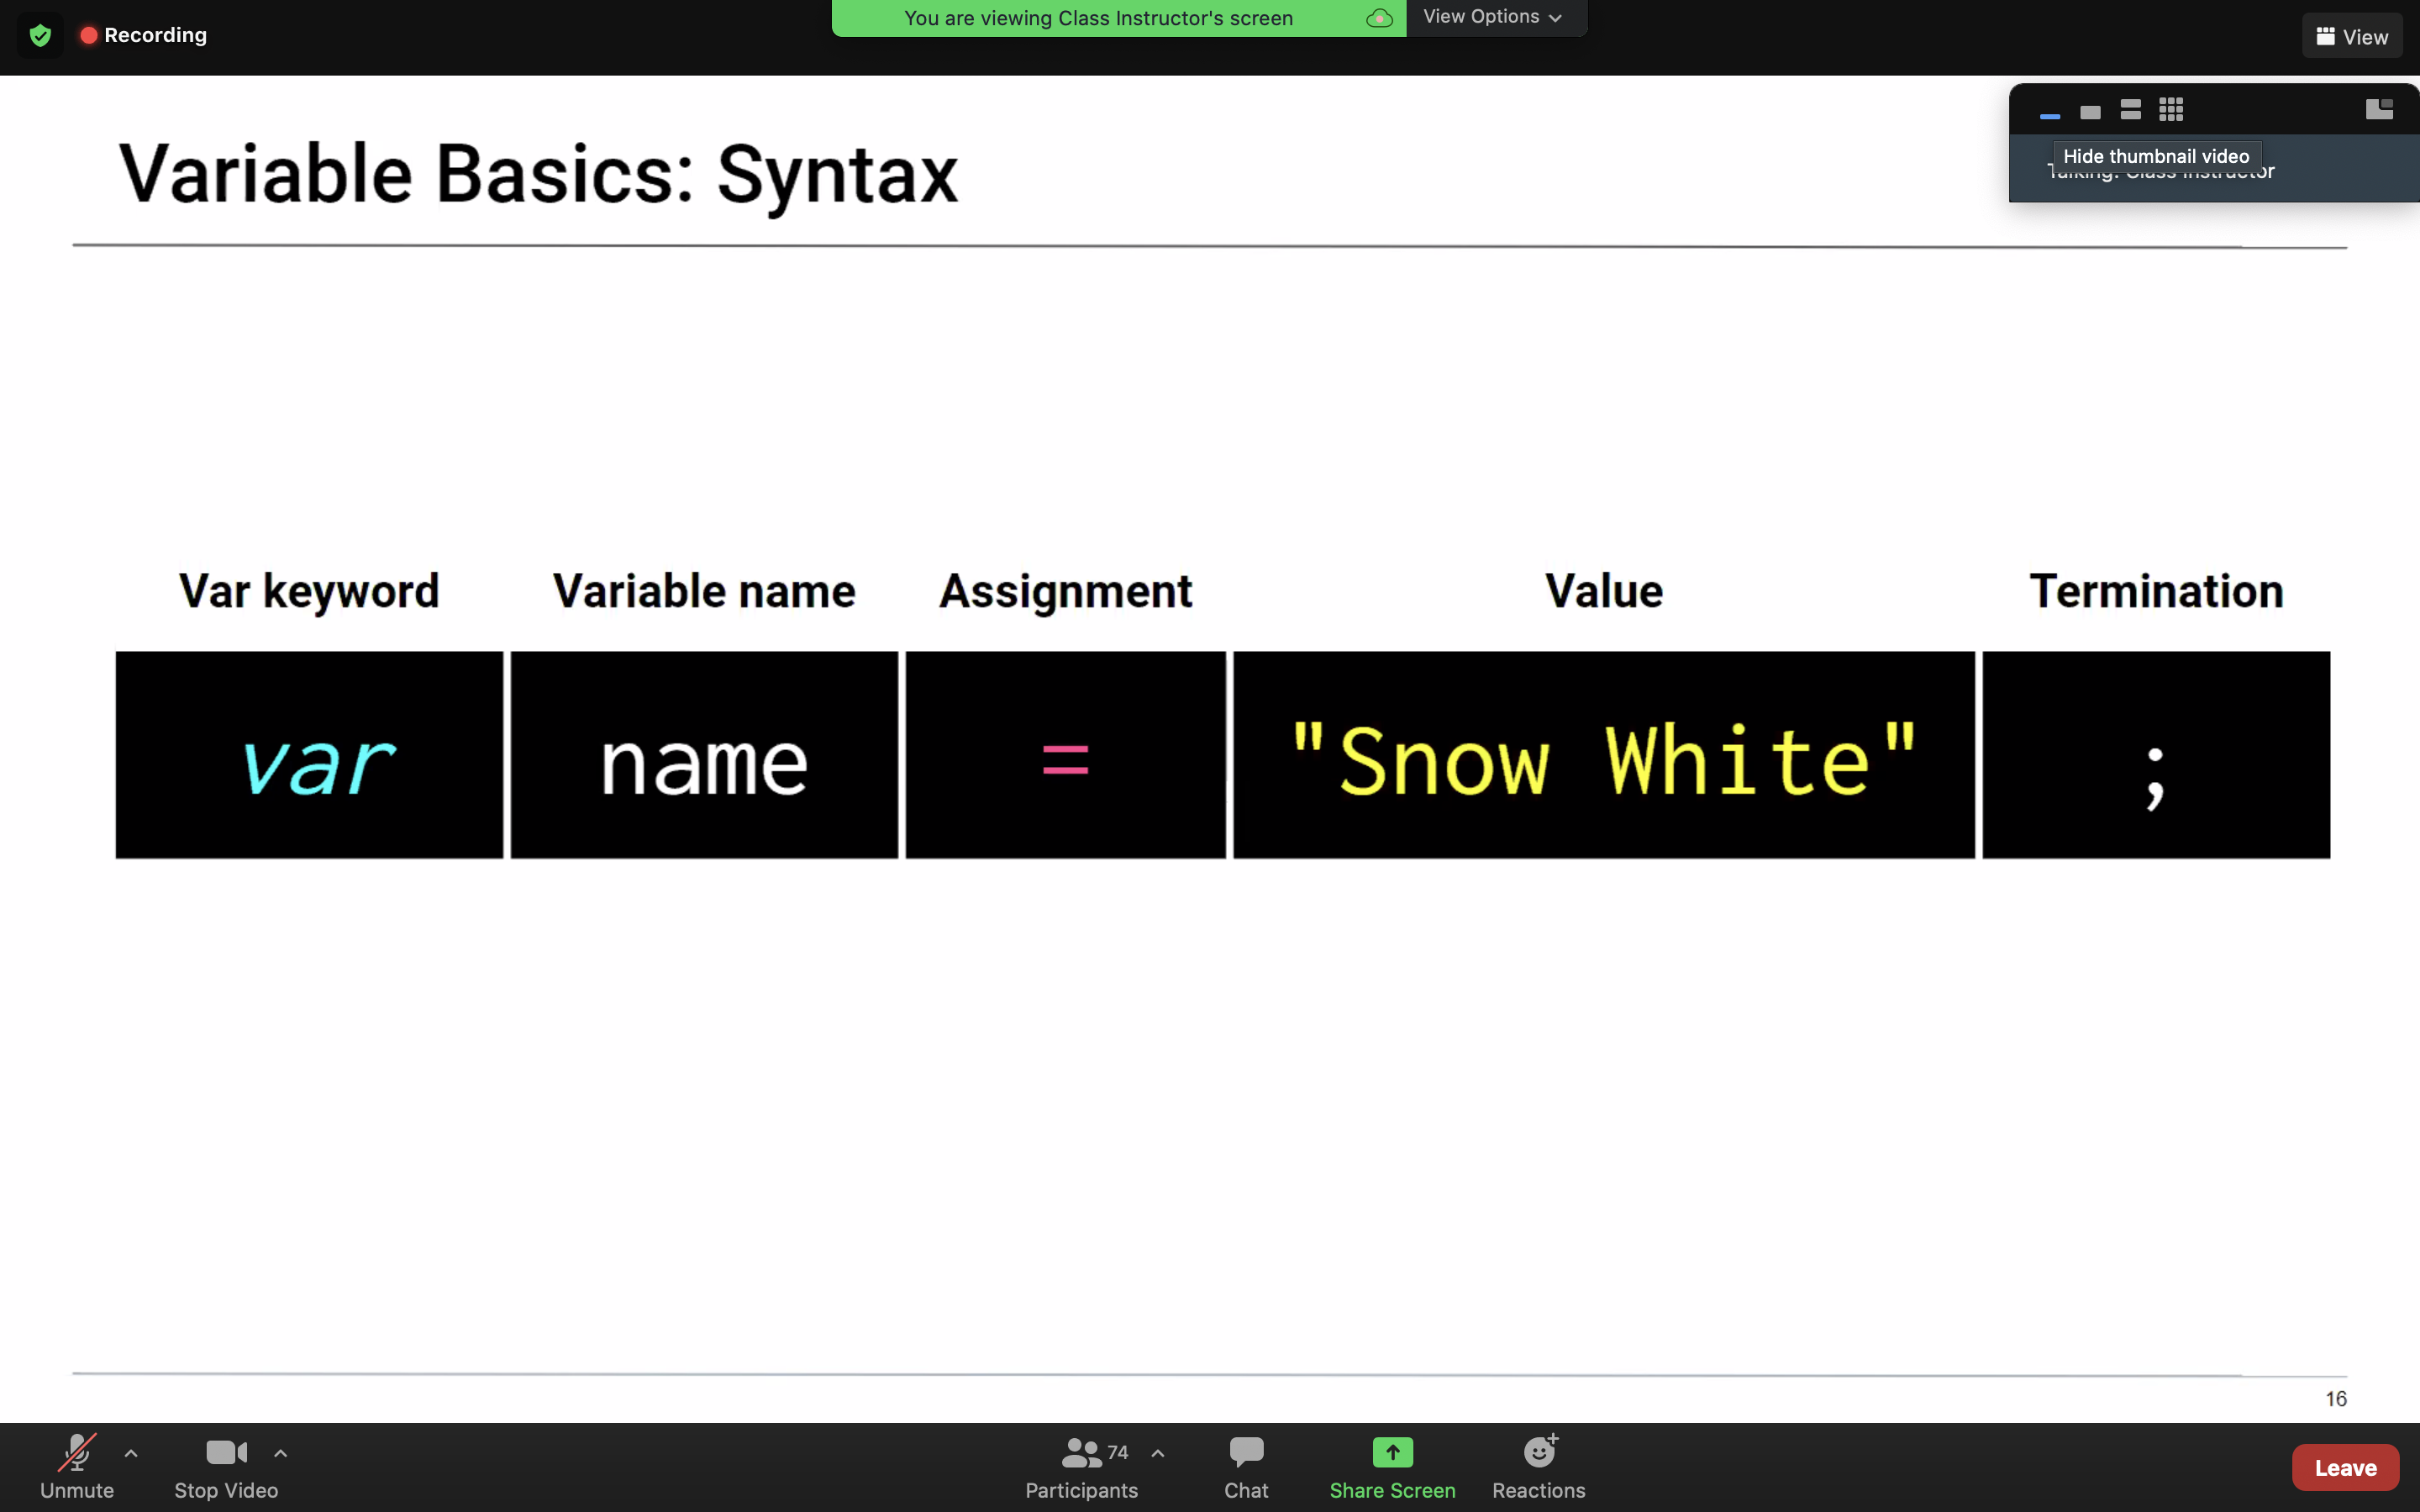 Recording
You are viewing Class Instructor's screen
View Options
View
Hide thumbnail video
Talking: Class Instructor
Variable Basics: Syntax
Var keyword
Variable name
Assignment
Value
Termination
var
name
=
"Snow White"
;
16
Unmute
Stop Video
74
Participants
Chat
Share Screen
Reactions
Leave